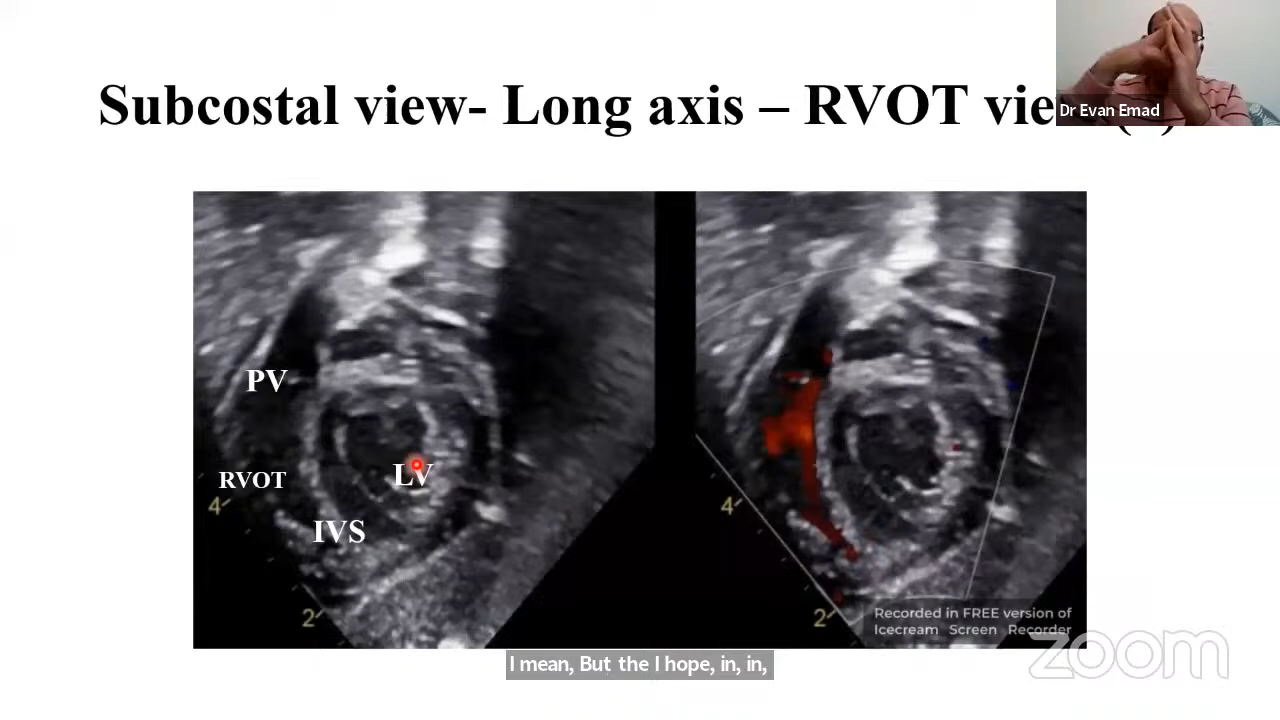 Subcostal view- Long axis – RVOT
Dr Evan Emad
PV
RVOT
LV
IVS
4
2
4
2
Recorded in FREE version of
Icecream Screen Recorder
zoom
I mean, But the I hope, in, in,